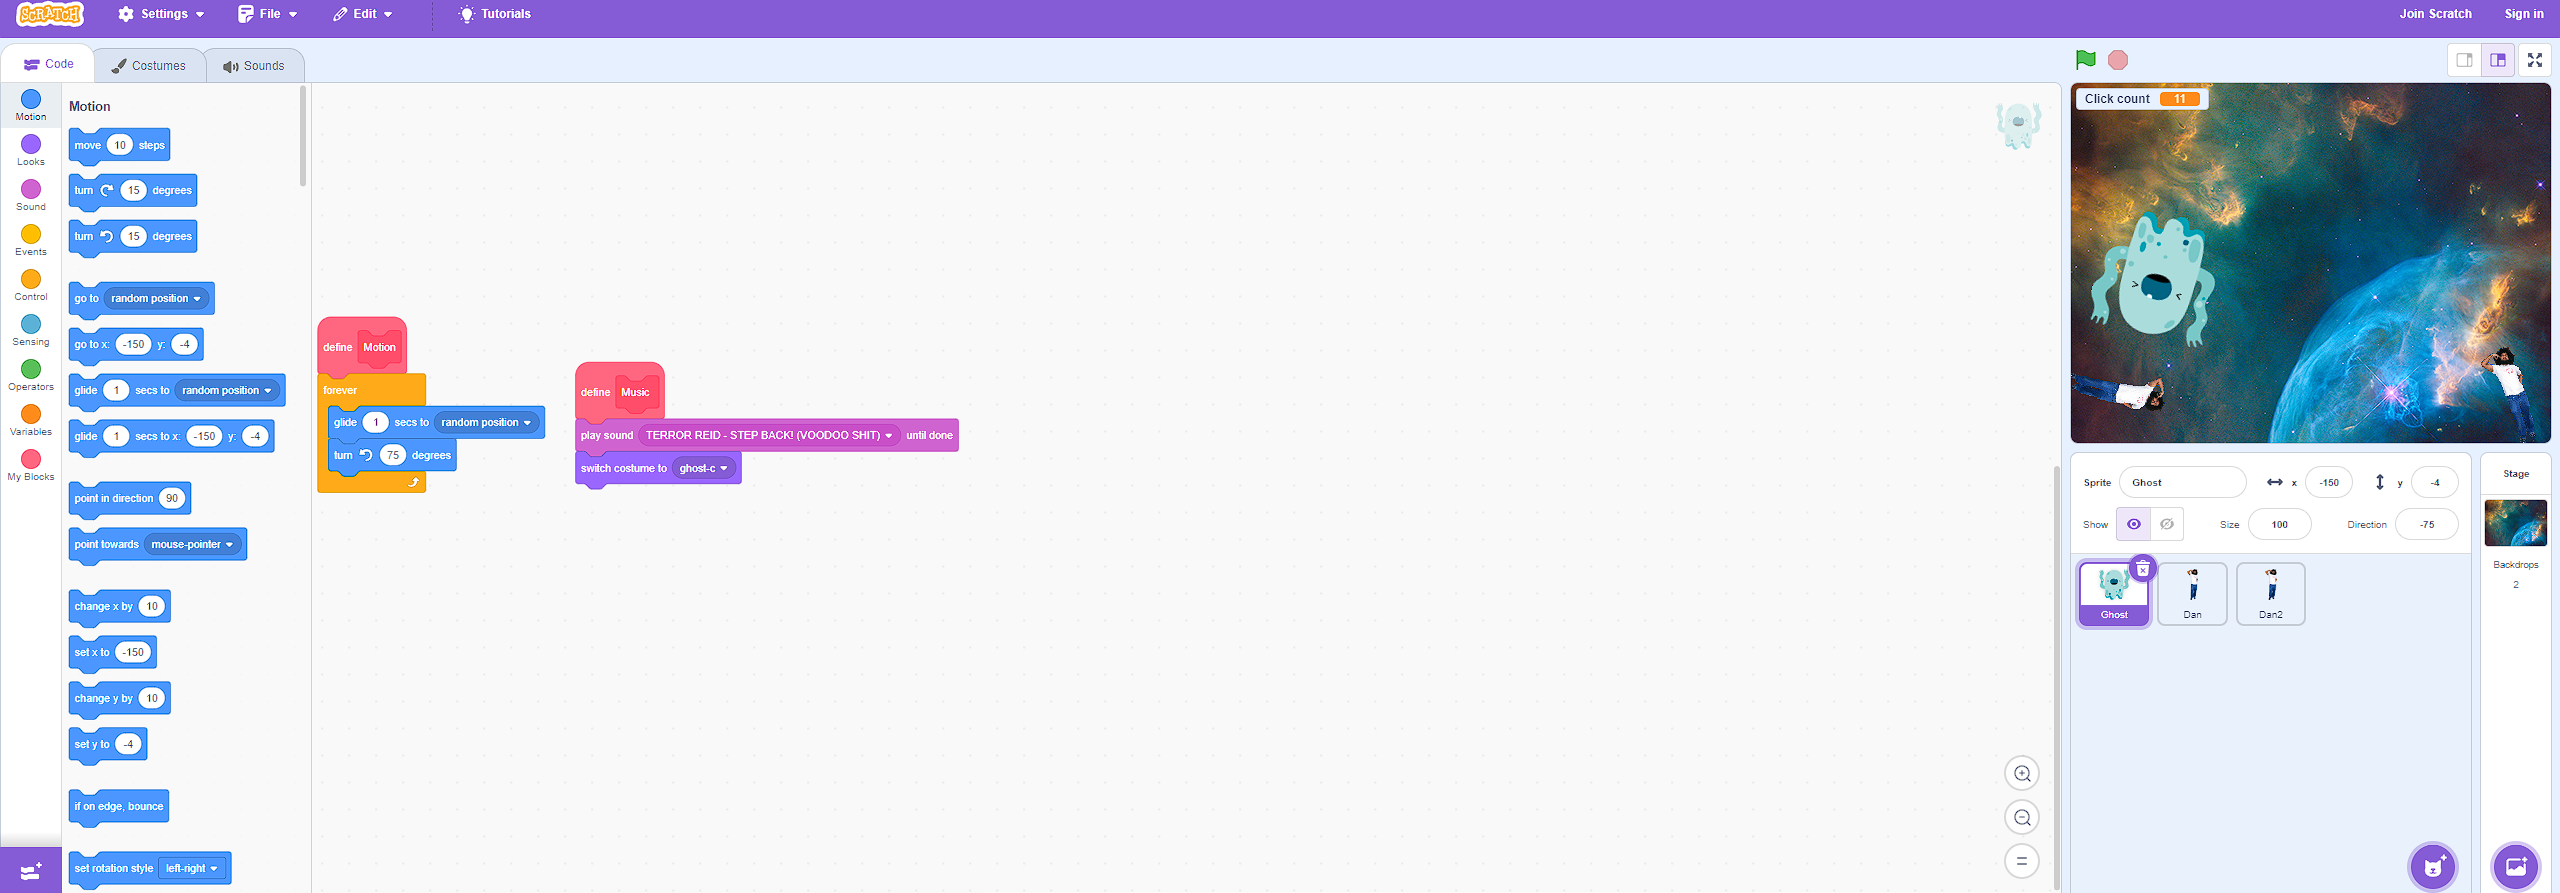 SCRATCH Settings File Edit Tutorials Join Scratch Sign in
Code Costumes Sounds
Motion
Looks
Sound
Events
Control
Sensing
Operators
Variables
My Blocks
Motion
move 10 steps
turn 15 degrees
turn 15 degrees
go to random position
go to x: -150 y: -4
glide 1 secs to random position
glide 1 secs to x: -150 y: -4
point in direction 90
point towards mouse-pointer
change x by 10
set x to -150
change y by 10
set y to -4
if on edge, bounce
set rotation style left-right
define Motion
forever
glide 1 secs to random position
turn 75 degrees
define Music
play sound TERROR REID - STEP BACK! (VOODOO SHIT) until done
switch costume to ghost-c
Click count 11
Sprite Ghost x -150 y -4
Show Size 100 Direction -75
Ghost Dan Dan2
Stage
Backdrops
2